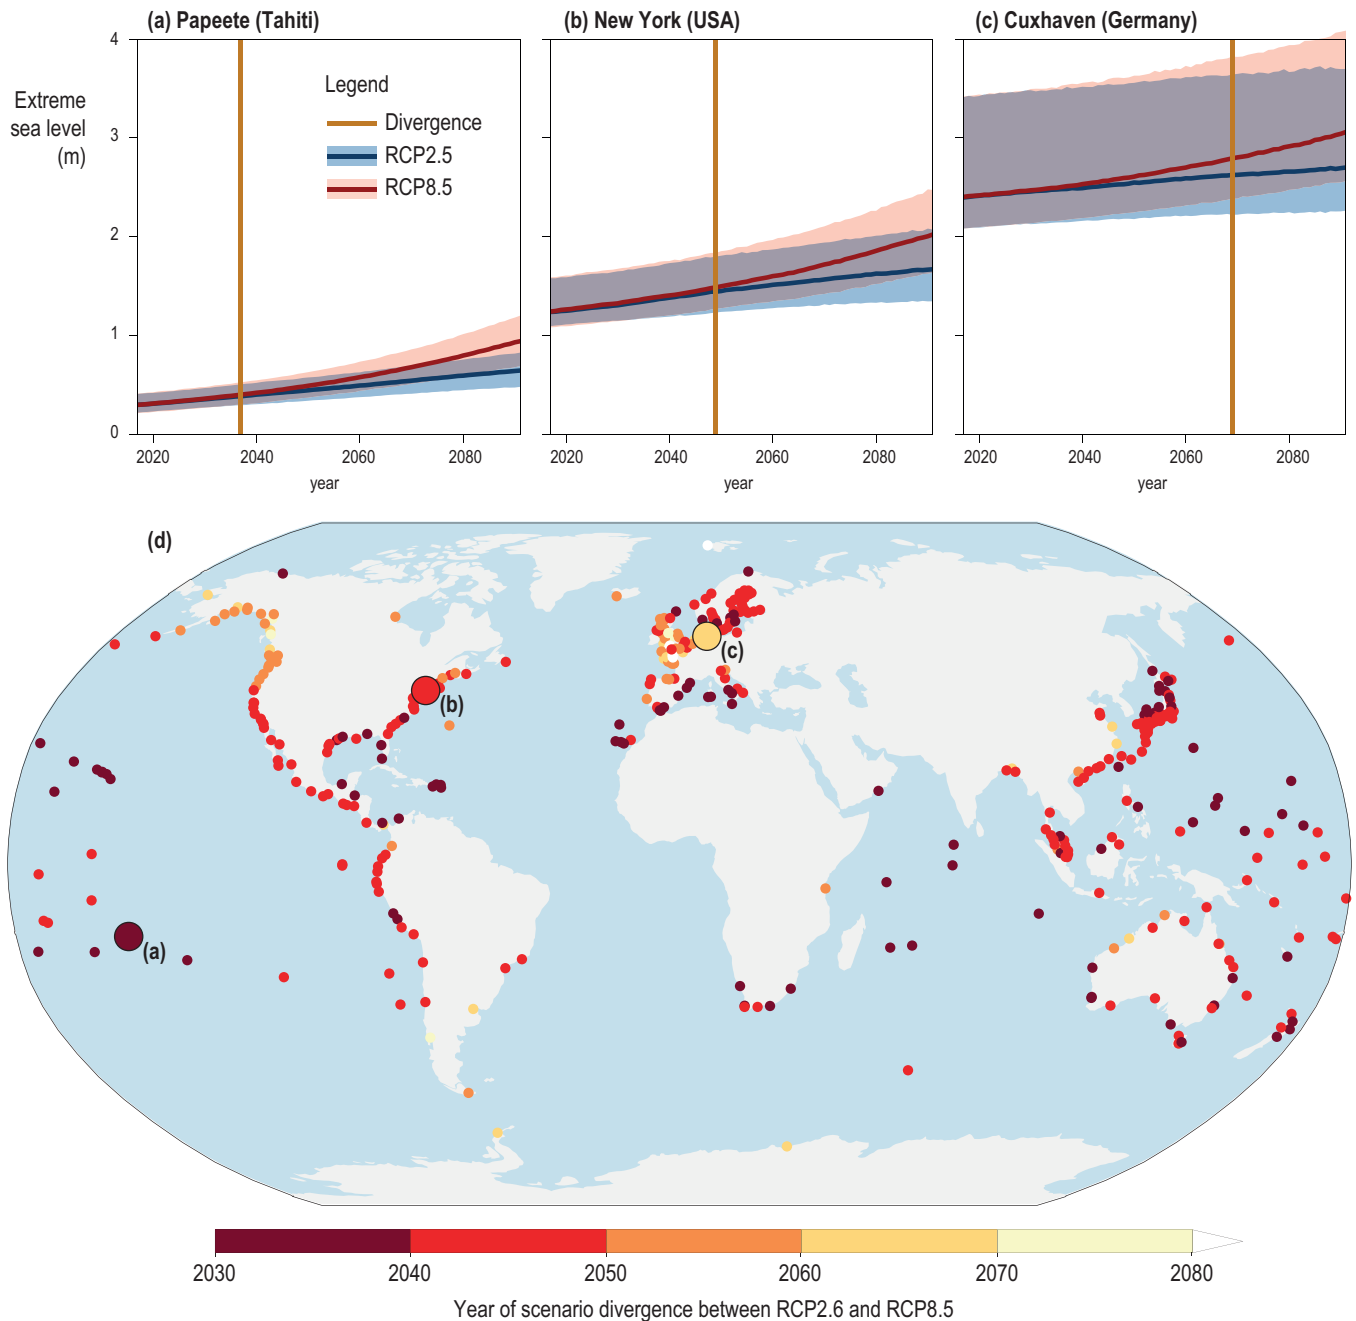 (a) Papeete (Tahiti)
(b) New York (USA)
(c) Cuxhaven (Germany)
Extreme
sea level
(m)
4
3
2
1
0
Legend
Divergence
RCP2.5
RCP8.5
2020 2040 2060 2080
year
2020 2040 2060 2080
year
2020 2040 2060 2080
year
(d)
(c)
(b)
(a)
2030 2040 2050 2060 2070 2080
Year of scenario divergence between RCP2.6 and RCP8.5